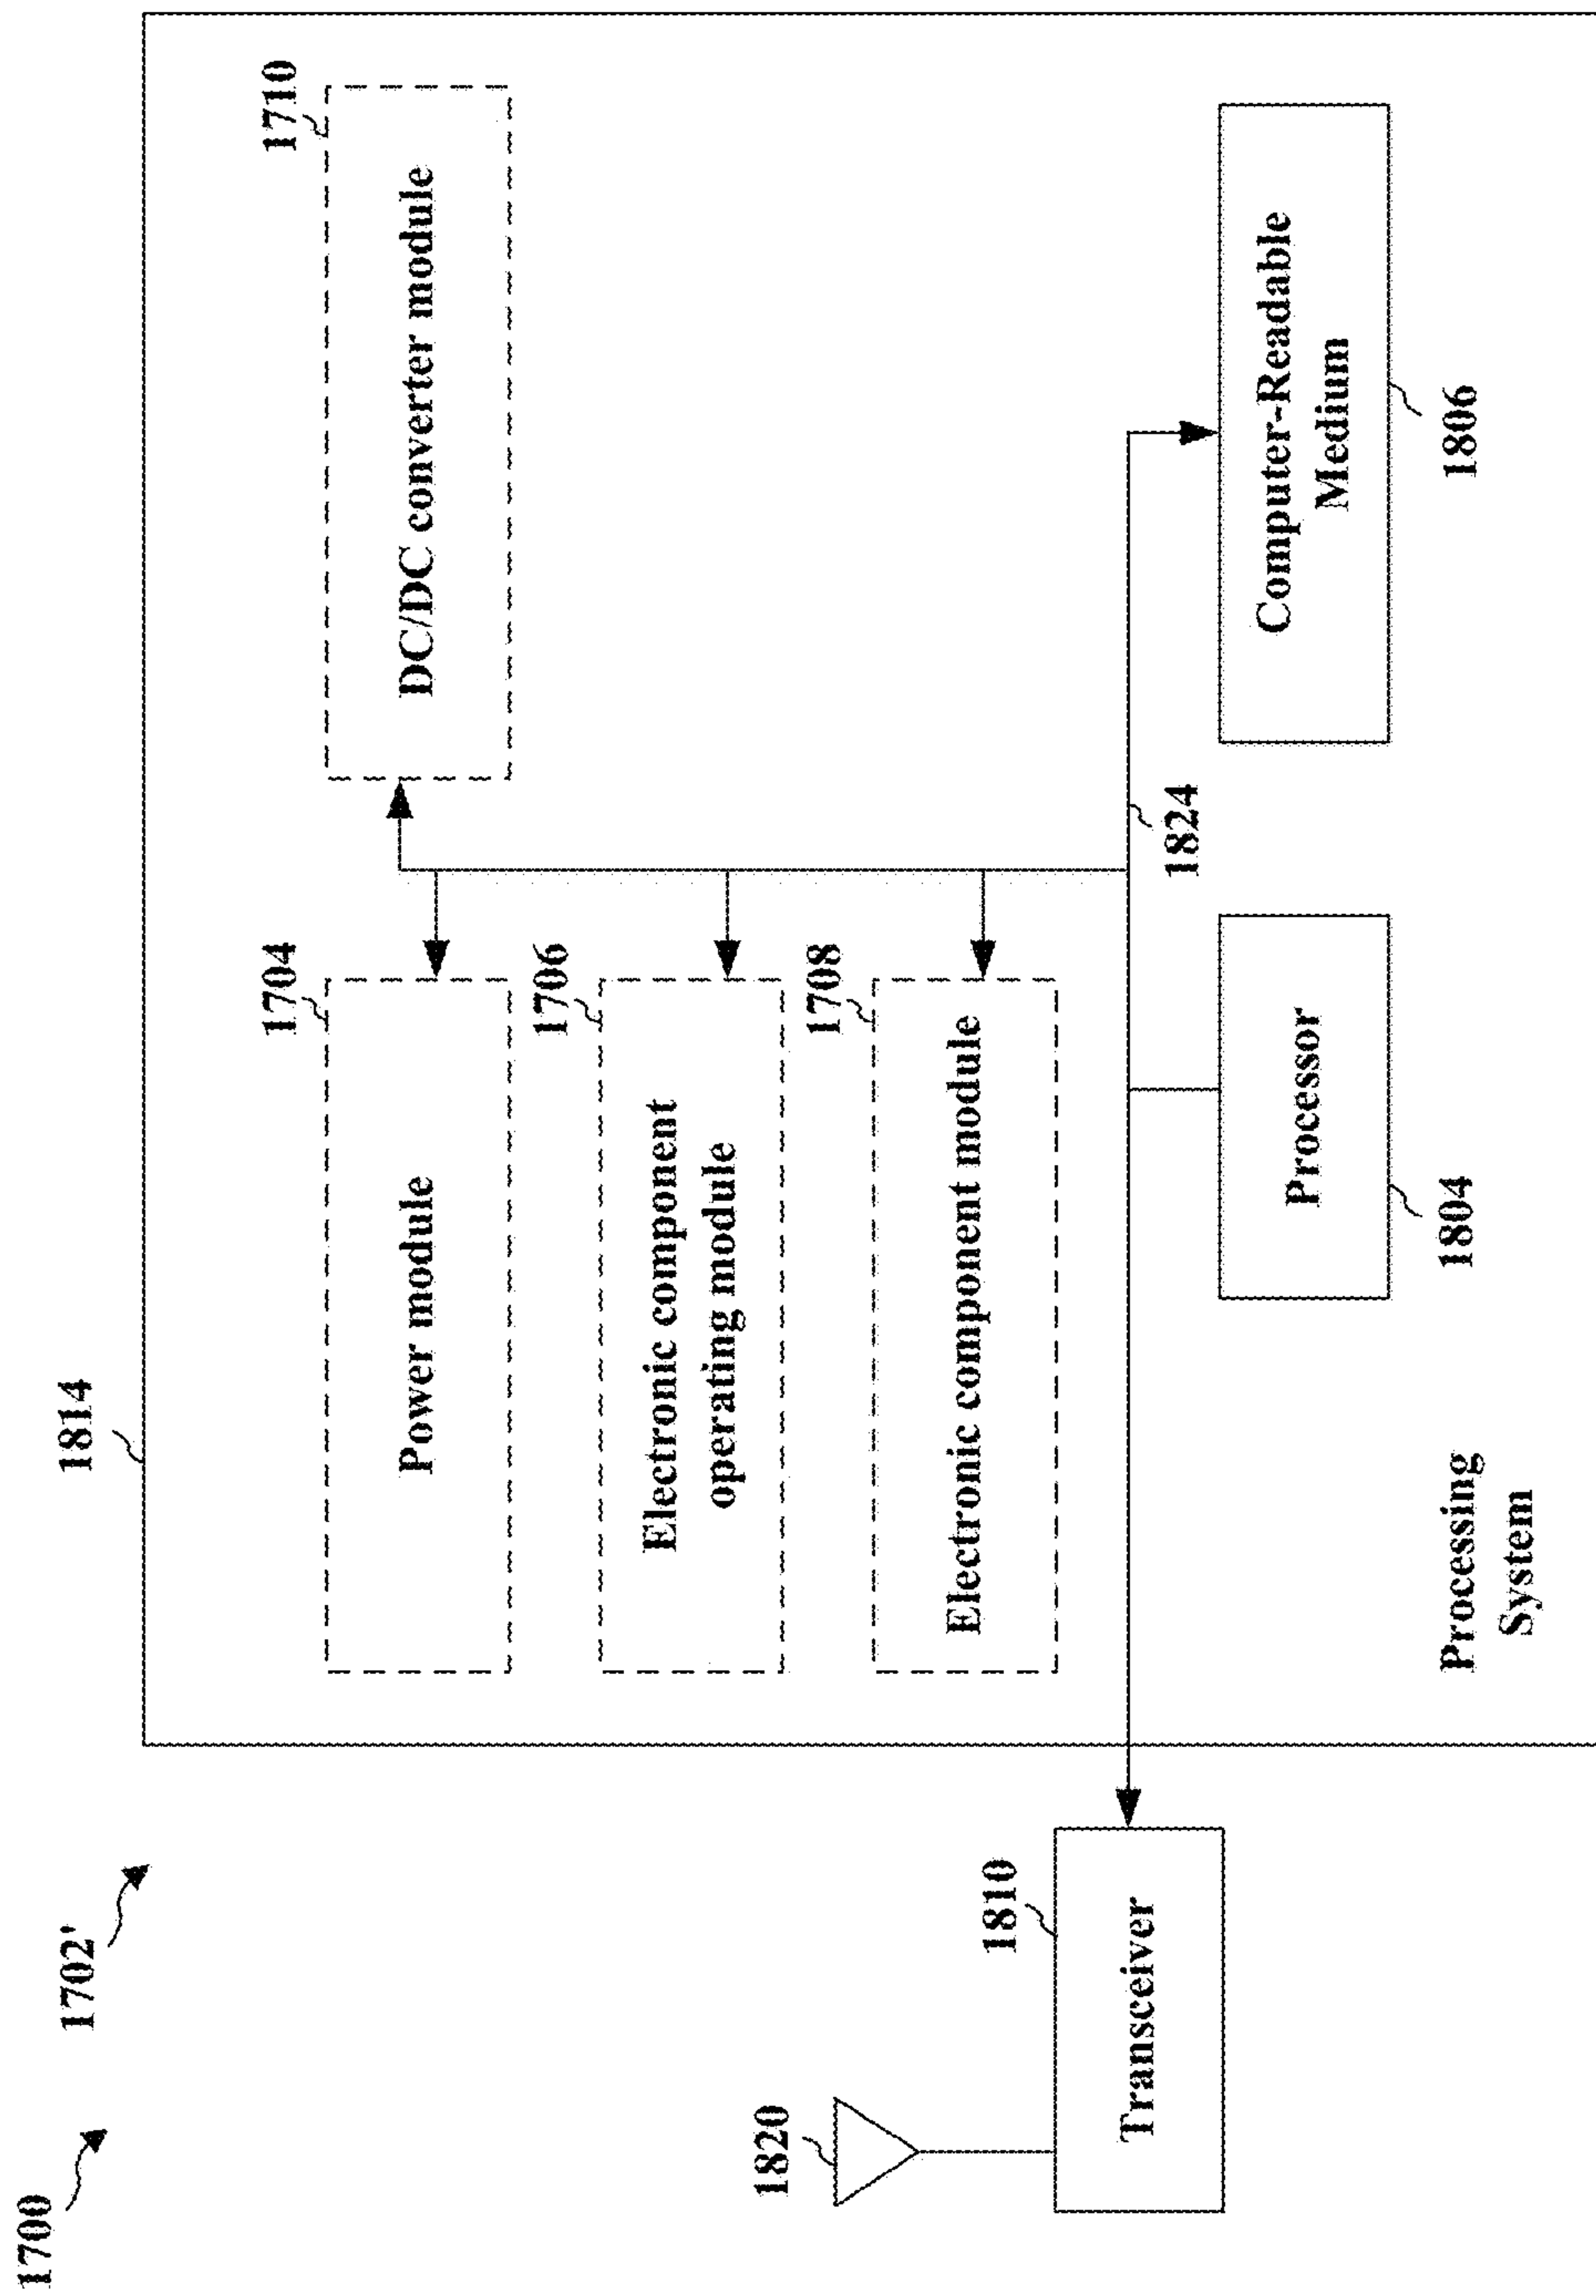 1700
1702'
1814
1704
Power module
1710
DC/DC converter module
1706
Electronic component
operating module
1708
Electronic component module
1820
1810
Transceiver
1824
Processor
1804
Computer-Readable
Medium
1806
Processing
System